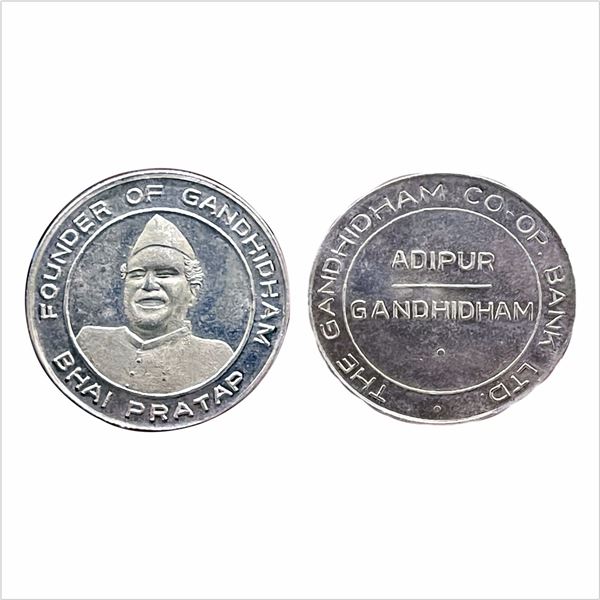 FOUNDER OF GANDHIDHAM
BHAI PRATAP
THE GANDHIDHAM CO-OP. BANK LTD.
ADIPUR
GANDHIDHAM